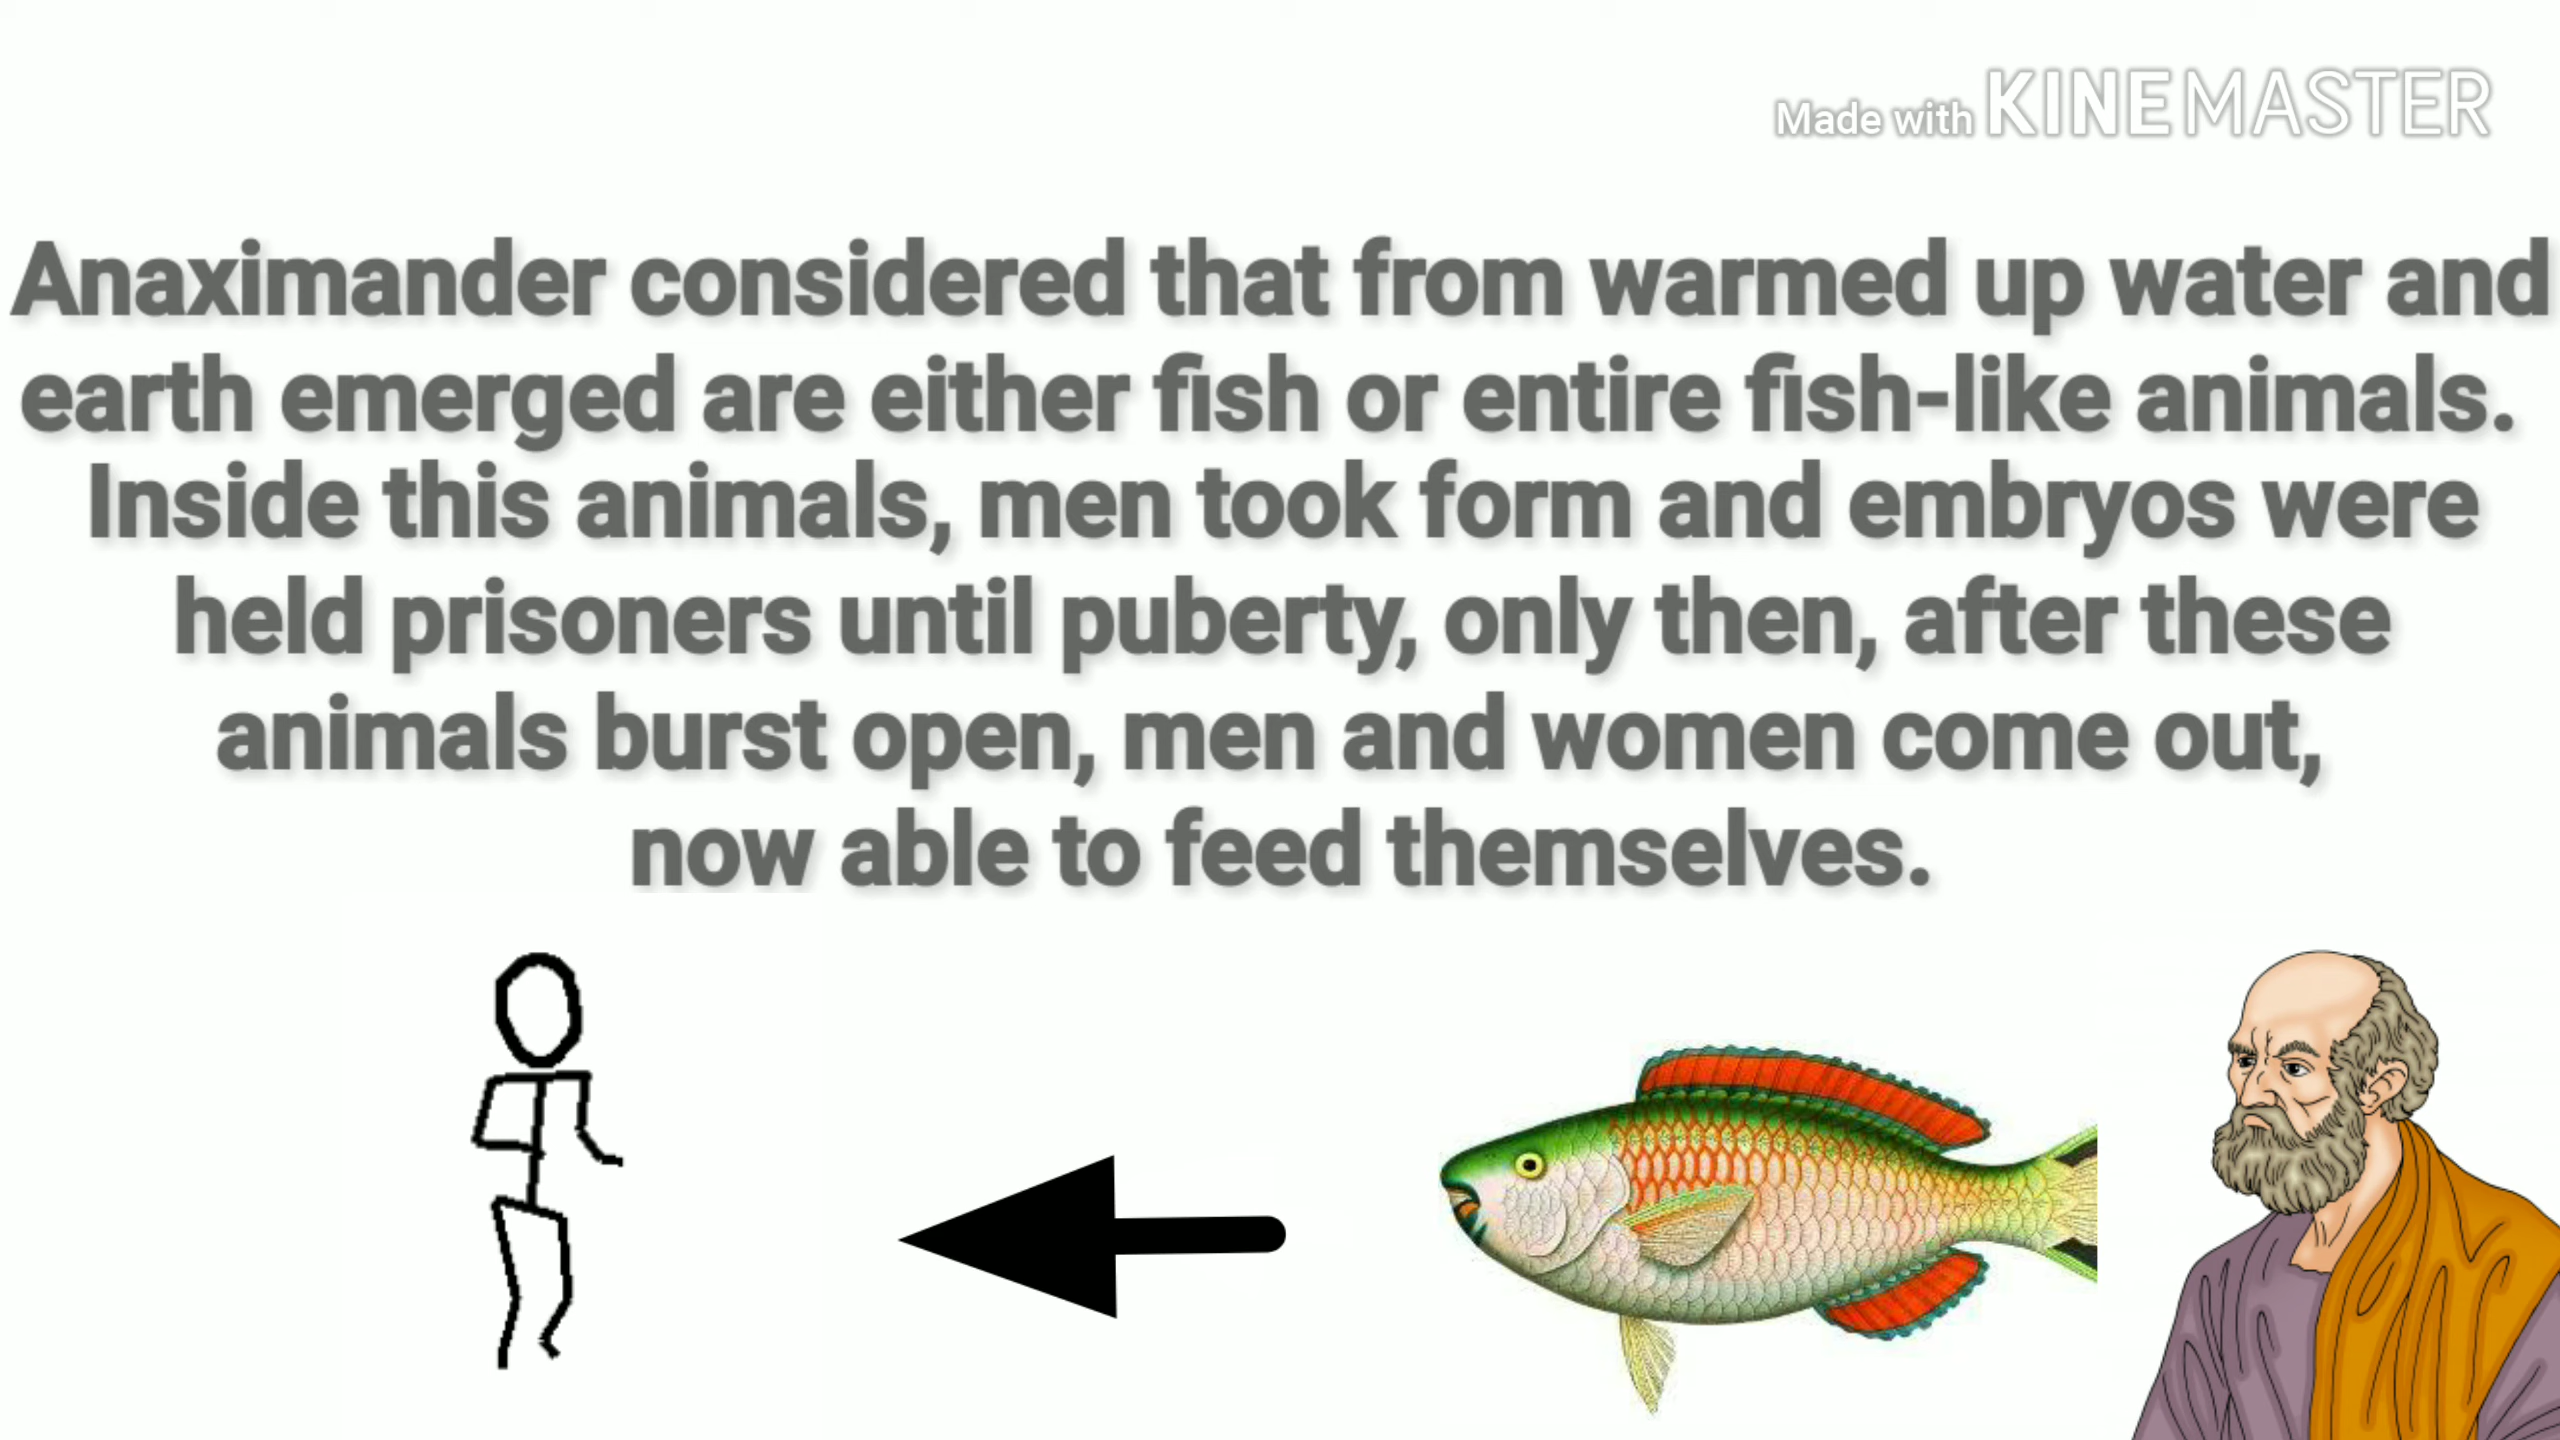 Made with KINEMASTER
Anaximander considered that from warmed up water and
earth emerged are either fish or entire fish-like animals.
Inside this animals, men took form and embryos were
held prisoners until puberty, only then, after these
animals burst open, men and women come out,
now able to feed themselves.